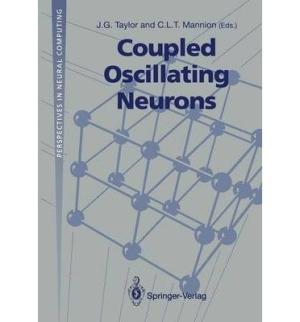 J.G. Taylor and C.L.T. Mannion (Eds.)
Coupled
Oscillating
Neurons
PERSPECTIVES IN NEURAL COMPUTING
Springer-Verlag